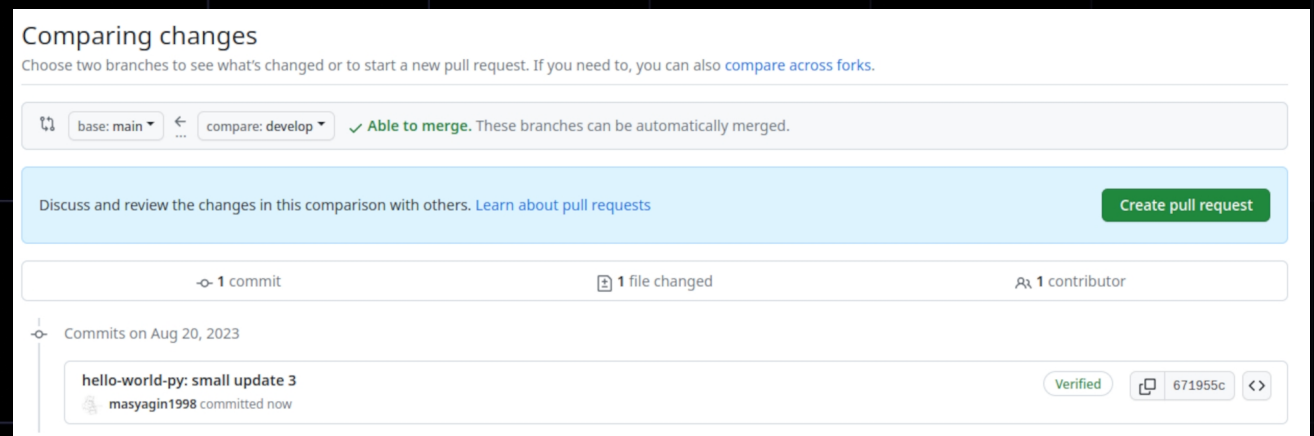 Comparing changes
Choose two branches to see what's changed or to start a new pull request. If you need to, you can also compare across forks.
base: main ← ... compare: develop ✓ Able to merge. These branches can be automatically merged.
Discuss and review the changes in this comparison with others. Learn about pull requests Create pull request
1 commit 1 file changed 1 contributor
Commits on Aug 20, 2023
hello-world-py: small update 3
Verified 671955c <>
masyagin1998 committed now